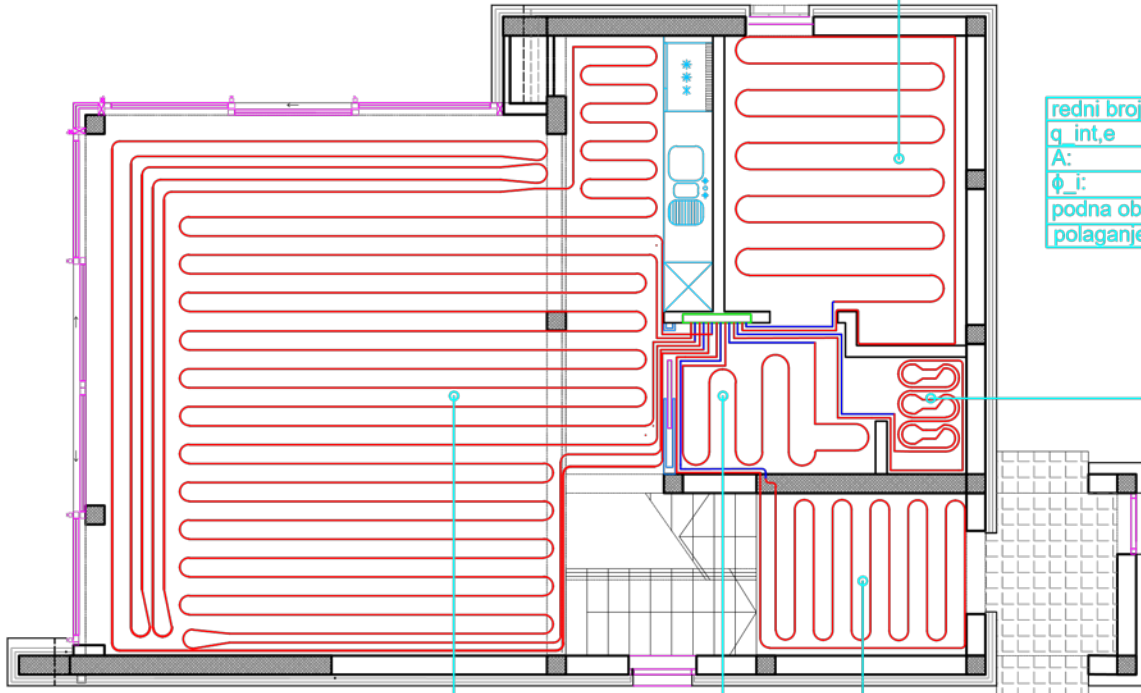 redni broj
q_int,e
A:
ϕ_i:
podna ob
polaganje